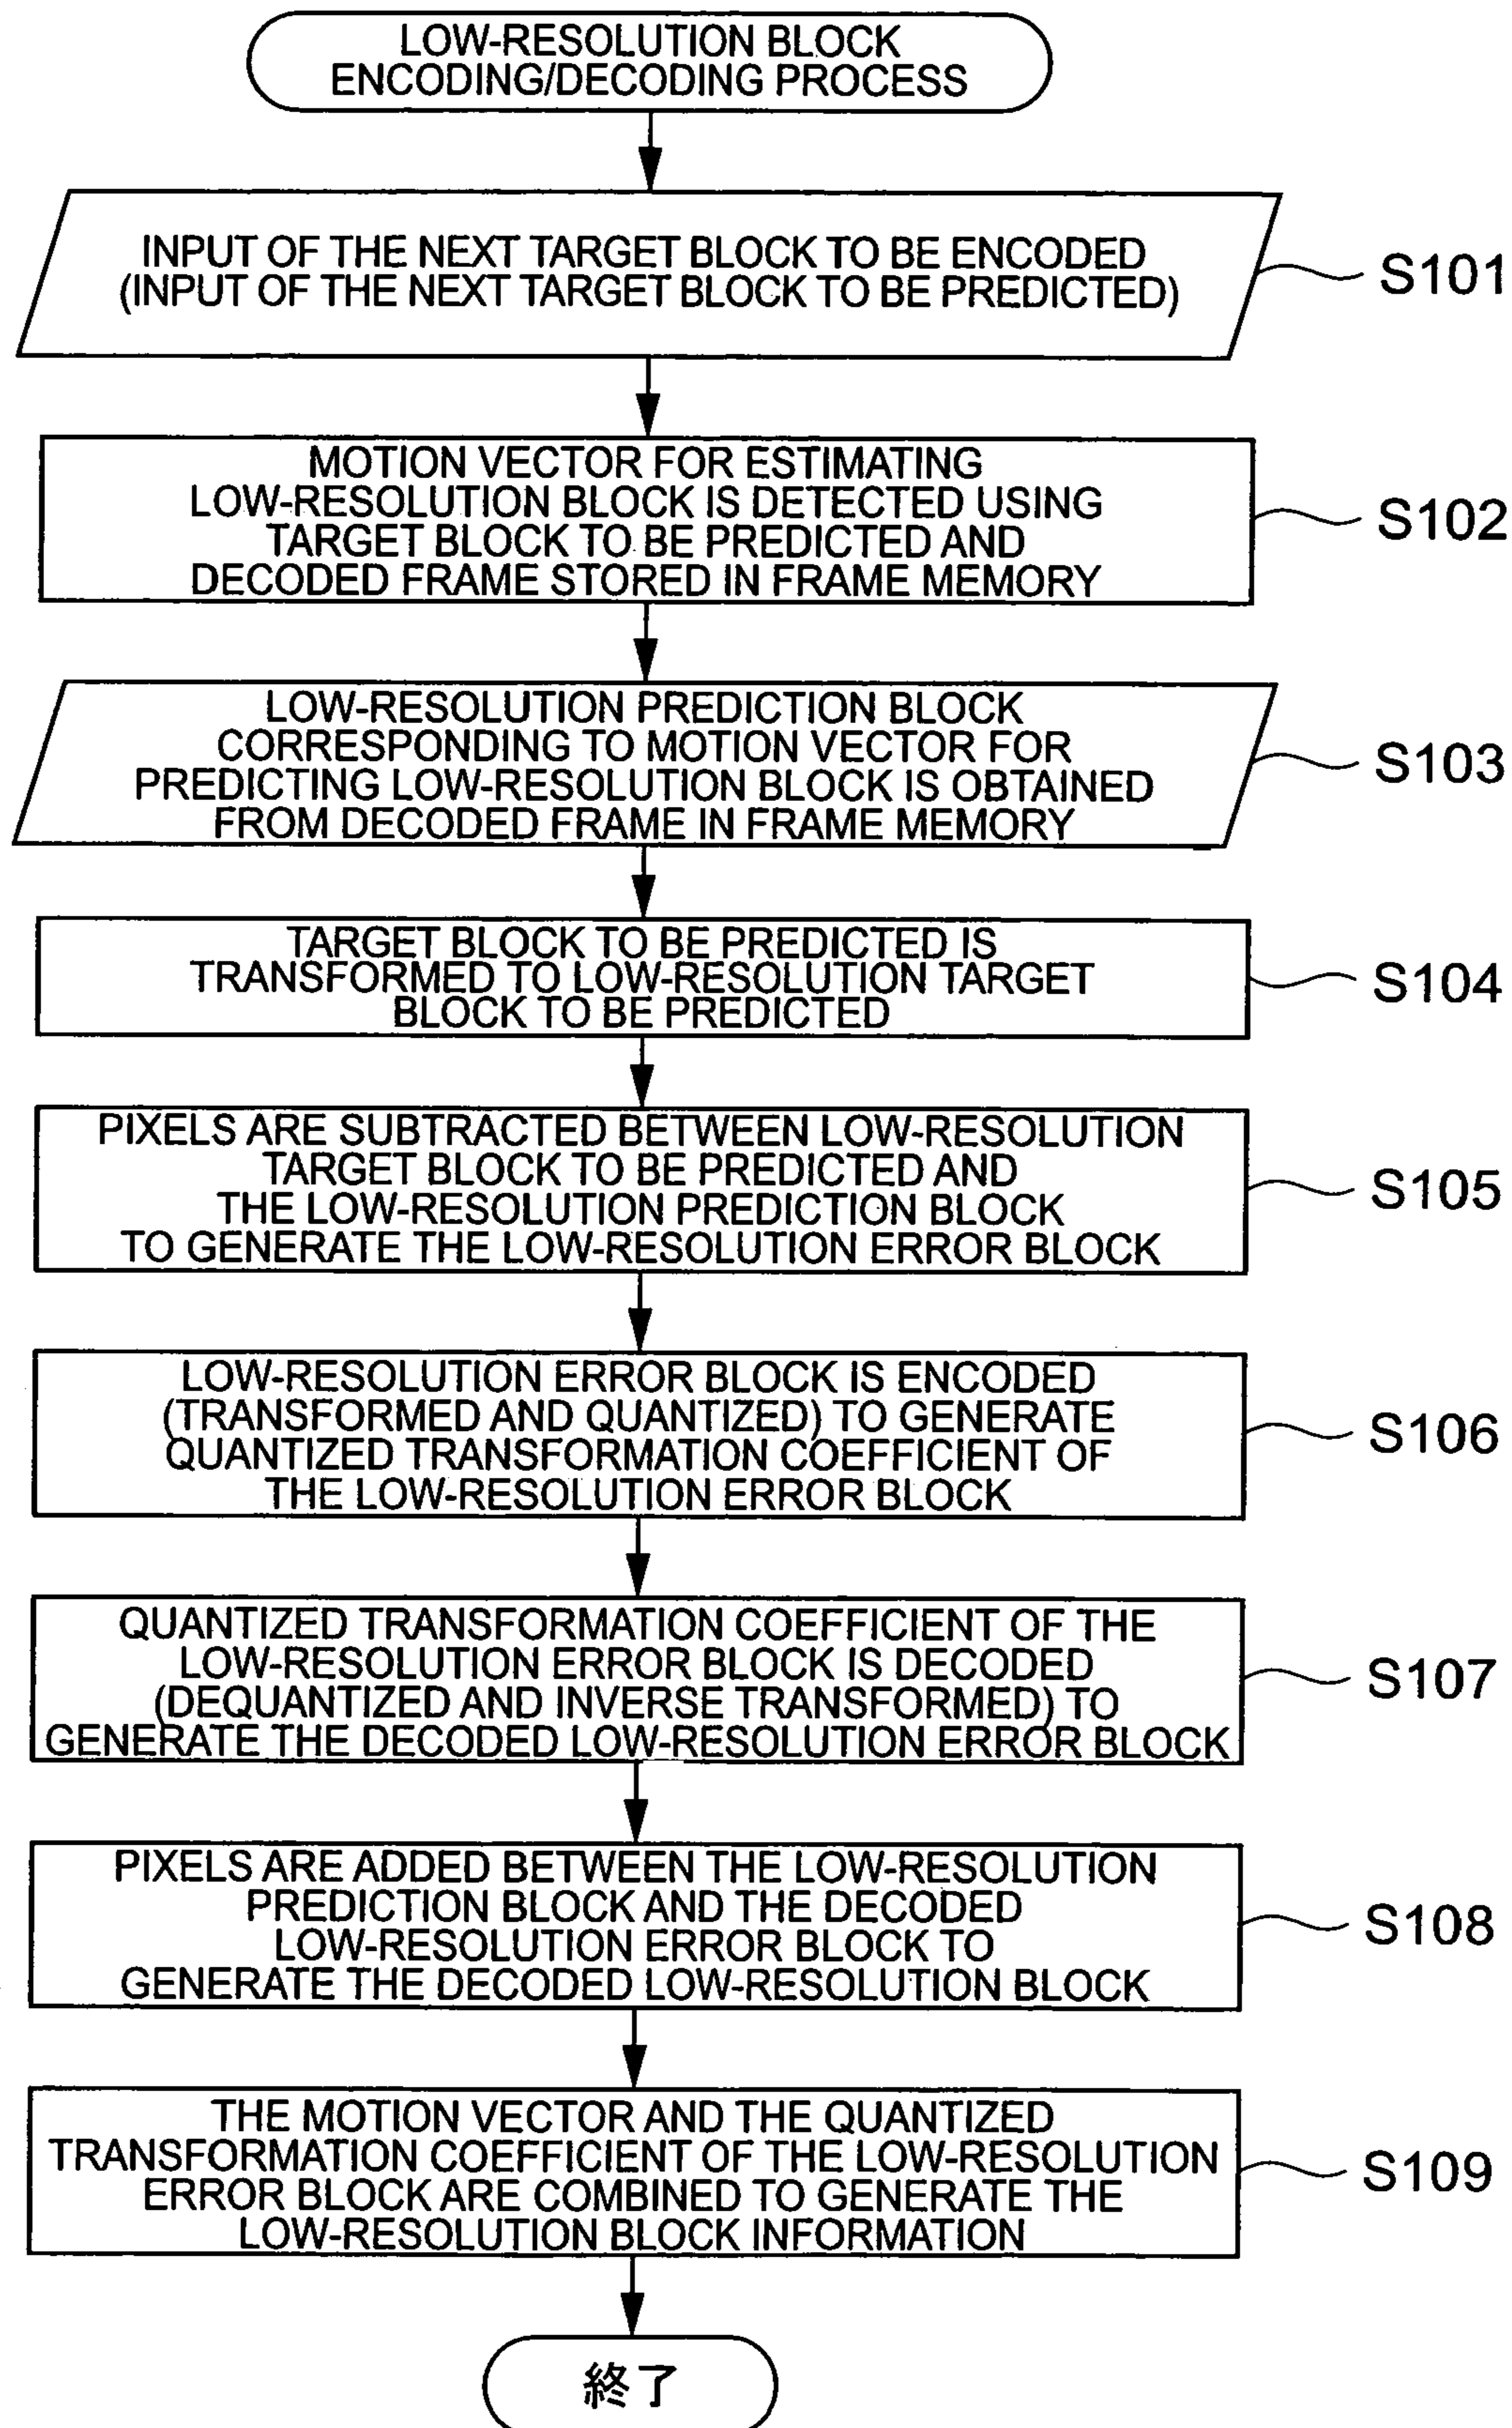 LOW-RESOLUTION BLOCK
ENCODING/DECODING PROCESS
INPUT OF THE NEXT TARGET BLOCK TO BE ENCODED
(INPUT OF THE NEXT TARGET BLOCK TO BE PREDICTED)
S101
MOTION VECTOR FOR ESTIMATING
LOW-RESOLUTION BLOCK IS DETECTED USING
TARGET BLOCK TO BE PREDICTED AND
DECODED FRAME STORED IN FRAME MEMORY
S102
LOW-RESOLUTION PREDICTION BLOCK
CORRESPONDING TO MOTION VECTOR FOR
PREDICTING LOW-RESOLUTION BLOCK IS OBTAINED
FROM DECODED FRAME IN FRAME MEMORY
S103
TARGET BLOCK TO BE PREDICTED IS
TRANSFORMED TO LOW-RESOLUTION TARGET
BLOCK TO BE PREDICTED
S104
PIXELS ARE SUBTRACTED BETWEEN LOW-RESOLUTION
TARGET BLOCK TO BE PREDICTED AND
THE LOW-RESOLUTION PREDICTION BLOCK
TO GENERATE THE LOW-RESOLUTION ERROR BLOCK
S105
LOW-RESOLUTION ERROR BLOCK IS ENCODED
(TRANSFORMED AND QUANTIZED) TO GENERATE
QUANTIZED TRANSFORMATION COEFFICIENT OF
THE LOW-RESOLUTION ERROR BLOCK
S106
QUANTIZED TRANSFORMATION COEFFICIENT OF THE
LOW-RESOLUTION ERROR BLOCK IS DECODED
(DEQUANTIZED AND INVERSE TRANSFORMED) TO
GENERATE THE DECODED LOW-RESOLUTION ERROR BLOCK
S107
PIXELS ARE ADDED BETWEEN THE LOW-RESOLUTION
PREDICTION BLOCK AND THE DECODED
LOW-RESOLUTION ERROR BLOCK TO
GENERATE THE DECODED LOW-RESOLUTION BLOCK
S108
THE MOTION VECTOR AND THE QUANTIZED
TRANSFORMATION COEFFICIENT OF THE LOW-RESOLUTION
ERROR BLOCK ARE COMBINED TO GENERATE THE
LOW-RESOLUTION BLOCK INFORMATION
S109
終了